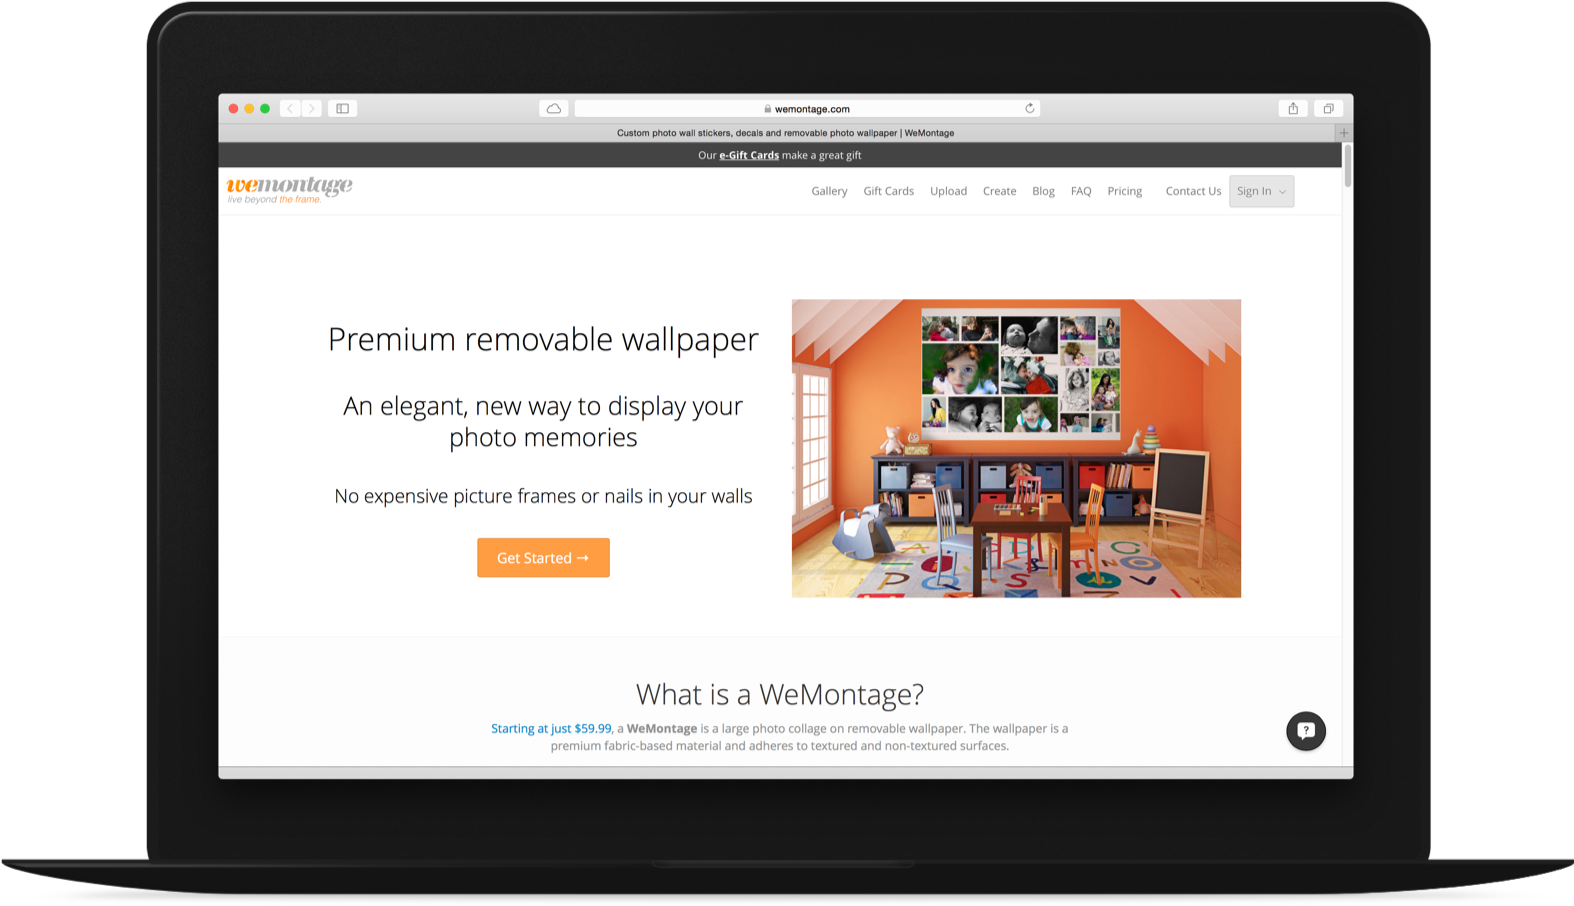 wemontage.com
Custom photo wall stickers, decals and removable photo wallpaper | WeMontage
Our e-Gift Cards make a great gift
wemontage
live beyond the frame.
Gallery Gift Cards Upload Create Blog FAQ Pricing Contact Us Sign In
Premium removable wallpaper
An elegant, new way to display your
photo memories
No expensive picture frames or nails in your walls
Get Started →
What is a WeMontage?
Starting at just $59.99, a WeMontage is a large photo collage on removable wallpaper. The wallpaper is a
premium fabric-based material and adheres to textured and non-textured surfaces.
?